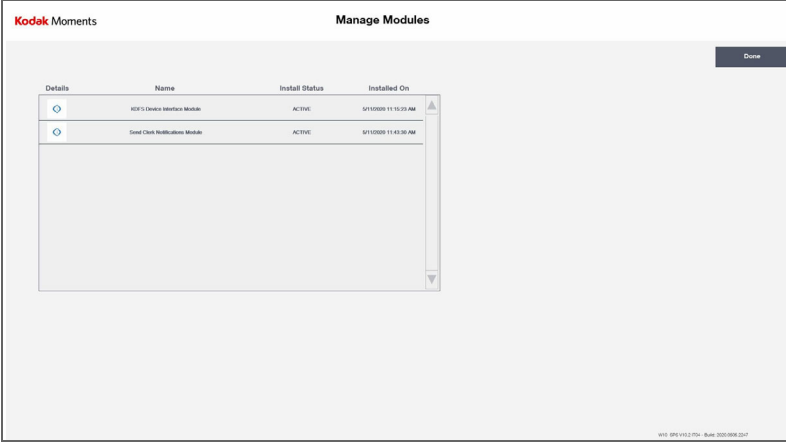 Kodak Moments
Manage Modules
Done
Details Name Install Status Installed On
KDFS Device Interface Module ACTIVE 5/11/2020 11:15:23 AM
Send Clerk Notifications Module ACTIVE 5/11/2020 11:43:20 AM